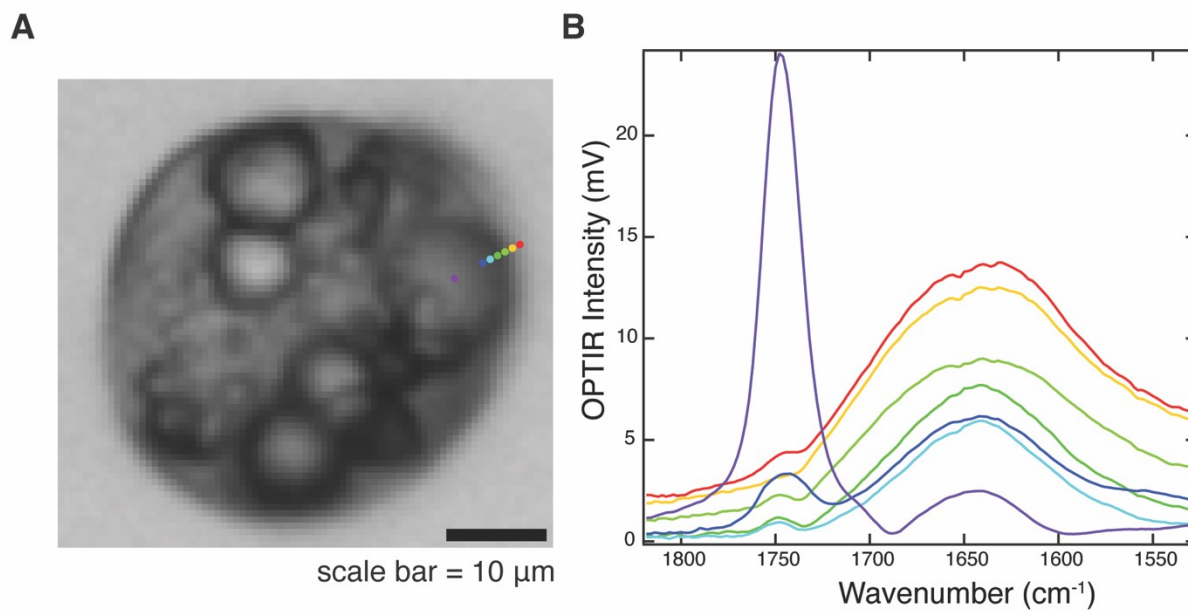 A
B
scale bar = 10 μm
OPTIR Intensity (mV)
20
15
10
5
0
1800
1750
1700
1650
1600
1550
Wavenumber (cm⁻¹)